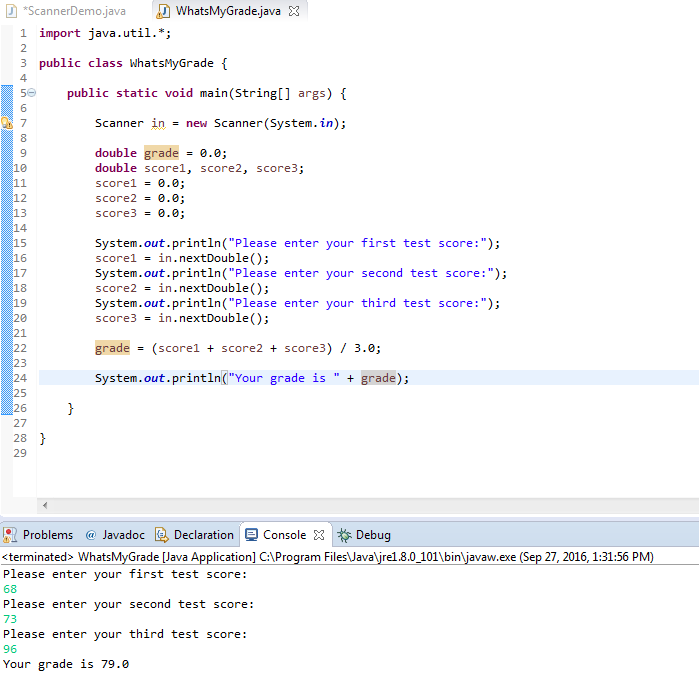 *ScannerDemo.java WhatsMyGrade.java
1 import java.util.*;
2
3 public class WhatsMyGrade {
4
5 public static void main(String[] args) {
6
7 Scanner in = new Scanner(System.in);
8
9 double grade = 0.0;
10 double score1, score2, score3;
11 score1 = 0.0;
12 score2 = 0.0;
13 score3 = 0.0;
14
15 System.out.println("Please enter your first test score:");
16 score1 = in.nextDouble();
17 System.out.println("Please enter your second test score:");
18 score2 = in.nextDouble();
19 System.out.println("Please enter your third test score:");
20 score3 = in.nextDouble();
21
22 grade = (score1 + score2 + score3) / 3.0;
23
24 System.out.println("Your grade is " + grade);
25
26 }
27
28 }
29
Problems @ Javadoc Declaration Console Debug
<terminated> WhatsMyGrade [Java Application] C:\Program Files\Java\jre1.8.0_101\bin\javaw.exe (Sep 27, 2016, 1:31:56 PM)
Please enter your first test score:
68
Please enter your second test score:
73
Please enter your third test score:
96
Your grade is 79.0